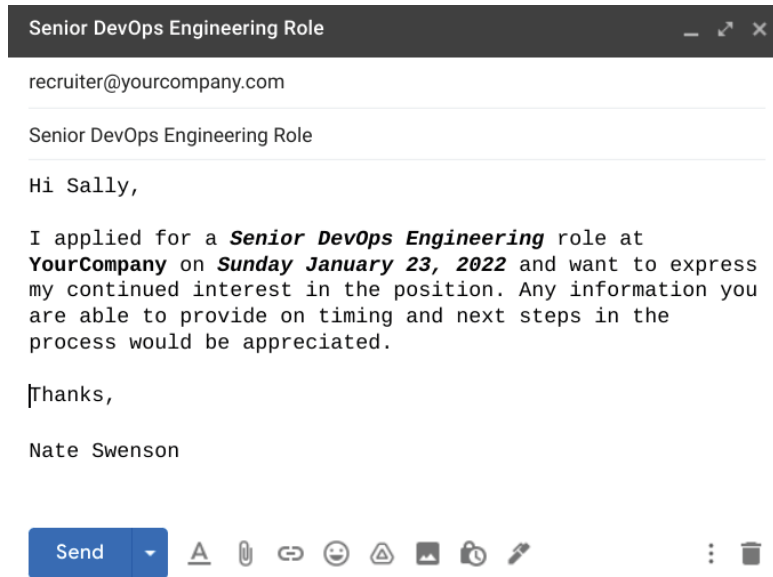 Senior DevOps Engineering Role
recruiter@yourcompany.com
Senior DevOps Engineering Role
Hi Sally,
I applied for a Senior DevOps Engineering role at
YourCompany on Sunday January 23, 2022 and want to express
my continued interest in the position. Any information you
are able to provide on timing and next steps in the
process would be appreciated.
Thanks,
Nate Swenson
Send